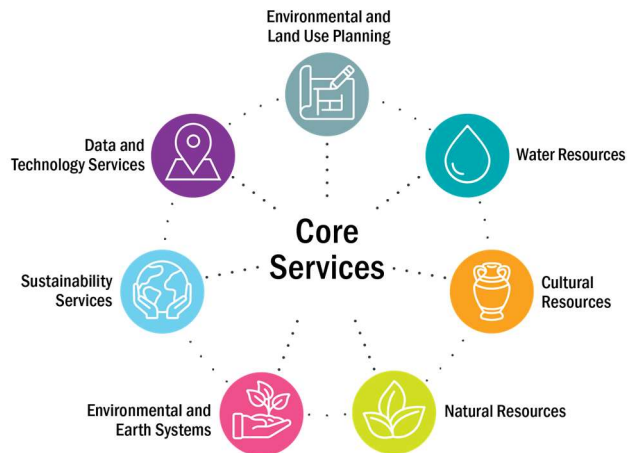 Environmental and
Land Use Planning
Data and
Technology Services
Water Resources
Core
Services
Sustainability
Services
Cultural
Resources
Environmental and
Earth Systems
Natural Resources